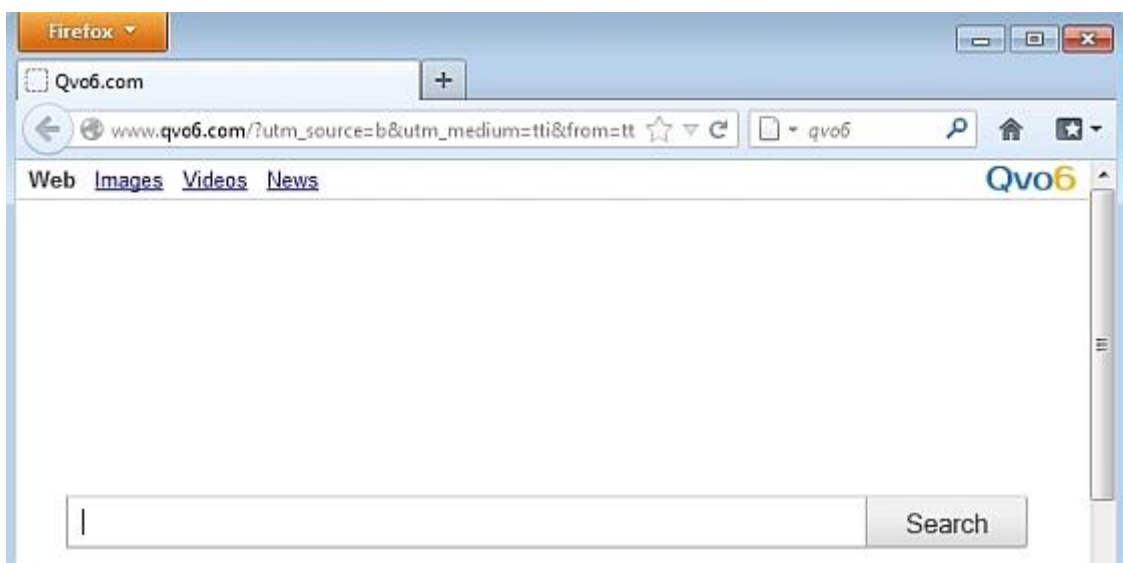 Firefox
Qvo6.com
www.qvo6.com/?utm_source=b&utm_medium=tti&from=tt qvo6
Web Images Videos News Qvo6
Search